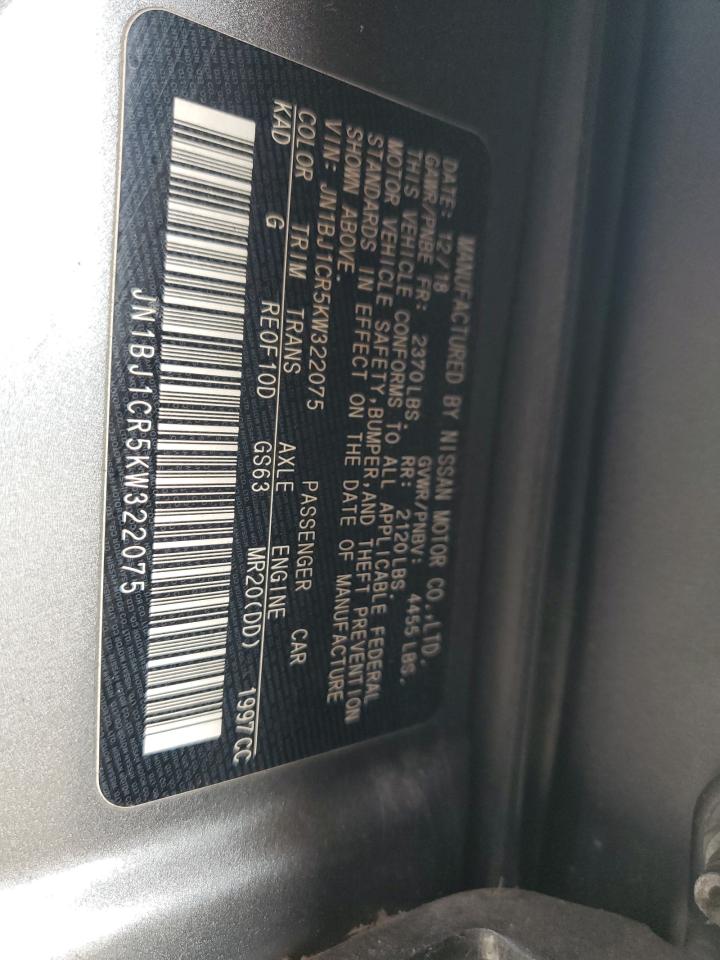 MANUFACTURED BY NISSAN MOTOR CO.,LTD.
DATE: 12/18 GVWR/PNBV: 4455 LBS.
GAWR/PNBE FR: 2370LBS. RR: 2120LBS
THIS VEHICLE CONFORMS TO ALL APPLICABLE FEDERAL
MOTOR VEHICLE SAFETY,BUMPER,AND THEFT PREVENTION
STANDARDS IN EFFECT ON THE DATE OF MANUFACTURE
SHOWN ABOVE.
VIN: JN1BJ1CR5KW322075 PASSENGER CAR
COLOR TRIM TRANS AXLE ENGINE
KAD G RE0F10D GS63 MR20(DD) 1997CC
JN1BJ1CR5KW322075